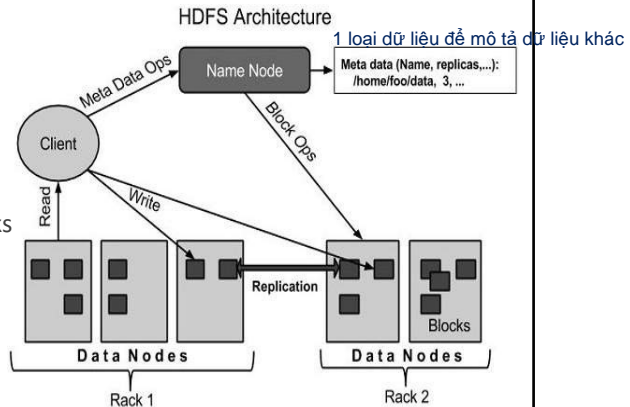 HDFS Architecture
1 loại dữ liệu để mô tả dữ liệu khác
Name Node
Meta data (Name, replicas,...):
/home/foo/data, 3, ...
Meta Data Ops
Client
Block Ops
Read
Write
Replication
Blocks
Data Nodes
Data Nodes
Rack 1
Rack 2